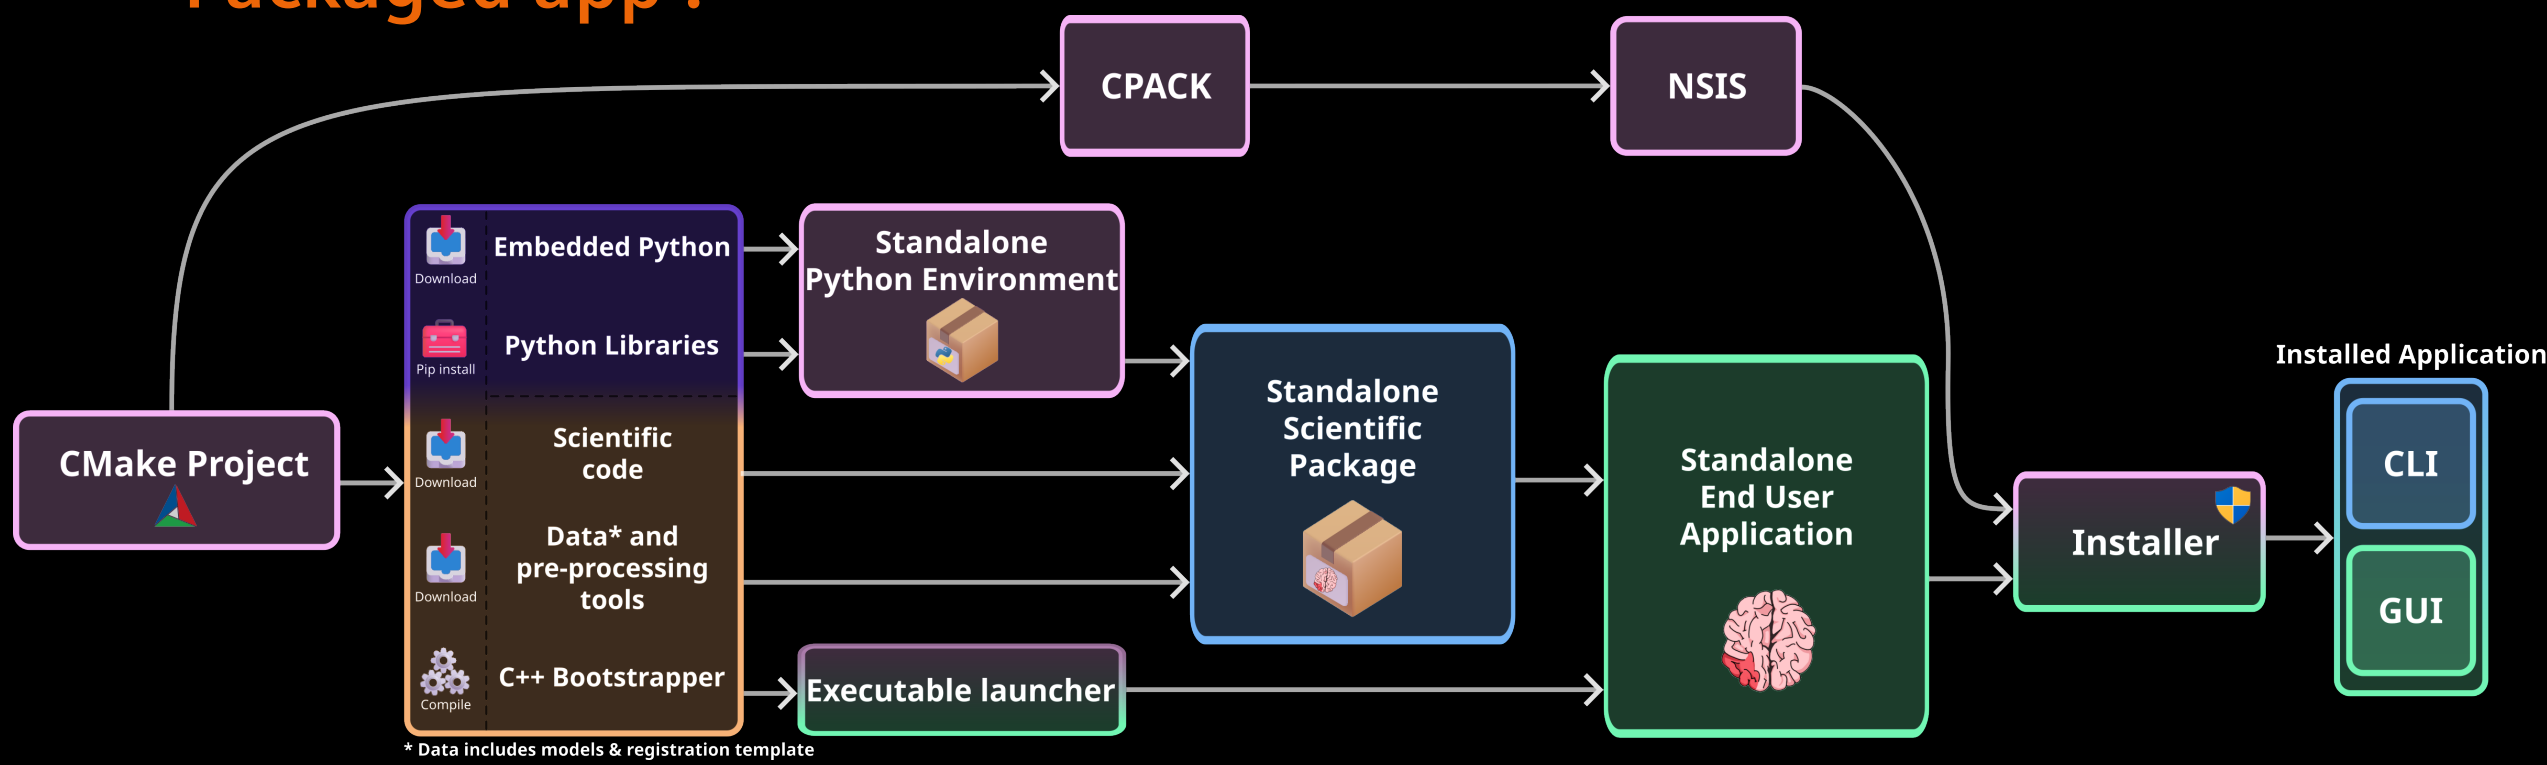 Packaged app ?
CPACK
NSIS
Download
Embedded Python
Pip install
Python Libraries
Download
Scientific
code
Download
Data* and
pre-processing
tools
Compile
C++ Bootstrapper
* Data includes models & registration template
CMake Project
Standalone
Python Environment
Executable launcher
Standalone
Scientific
Package
Standalone
End User
Application
Installer
Installed Application
CLI
GUI